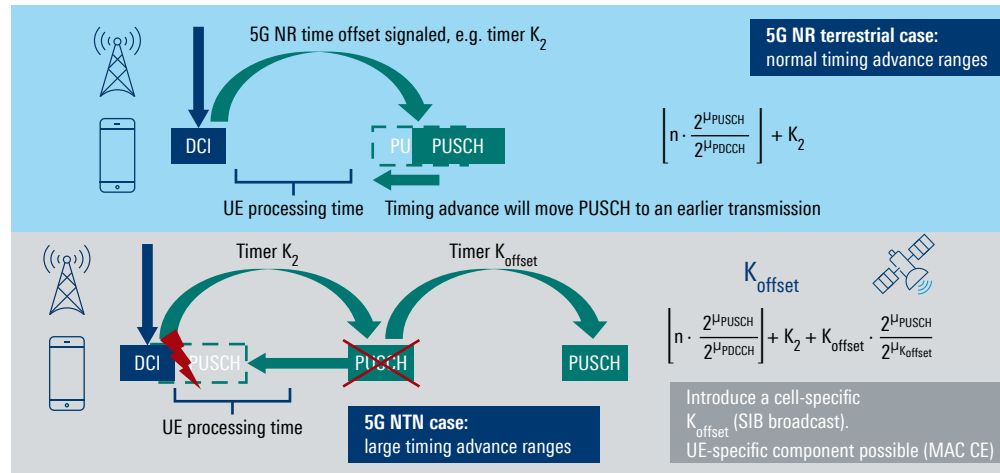 5G NR time offset signaled, e.g. timer K₂
5G NR terrestrial case:
normal timing advance ranges
DCI
PU
PUSCH
⌊n · 2^μPUSCH / 2^μPDCCH⌋ + K₂
UE processing time
Timing advance will move PUSCH to an earlier transmission
Timer K₂
Timer Koffset
Koffset
DCI
PUSCH
PUSCH
PUSCH
⌊n · 2^μPUSCH / 2^μPDCCH⌋ + K₂ + Koffset · 2^μPUSCH / 2^μKoffset
UE processing time
5G NTN case:
large timing advance ranges
Introduce a cell-specific
Koffset (SIB broadcast).
UE-specific component possible (MAC CE)